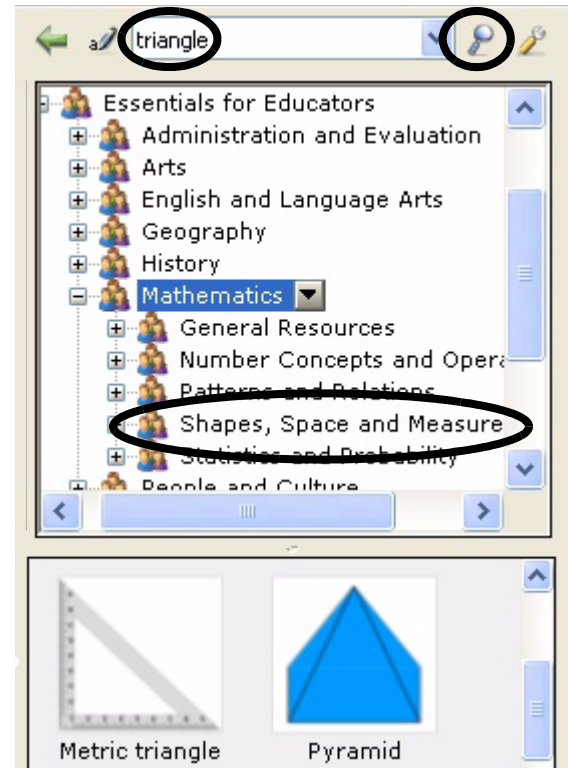 triangle
Essentials for Educators
Administration and Evaluation
Arts
English and Language Arts
Geography
History
Mathematics
General Resources
Number Concepts and Opera
Patterns and Relations
Shapes, Space and Measure
Statistics and Probability
People and Culture
Metric triangle
Pyramid